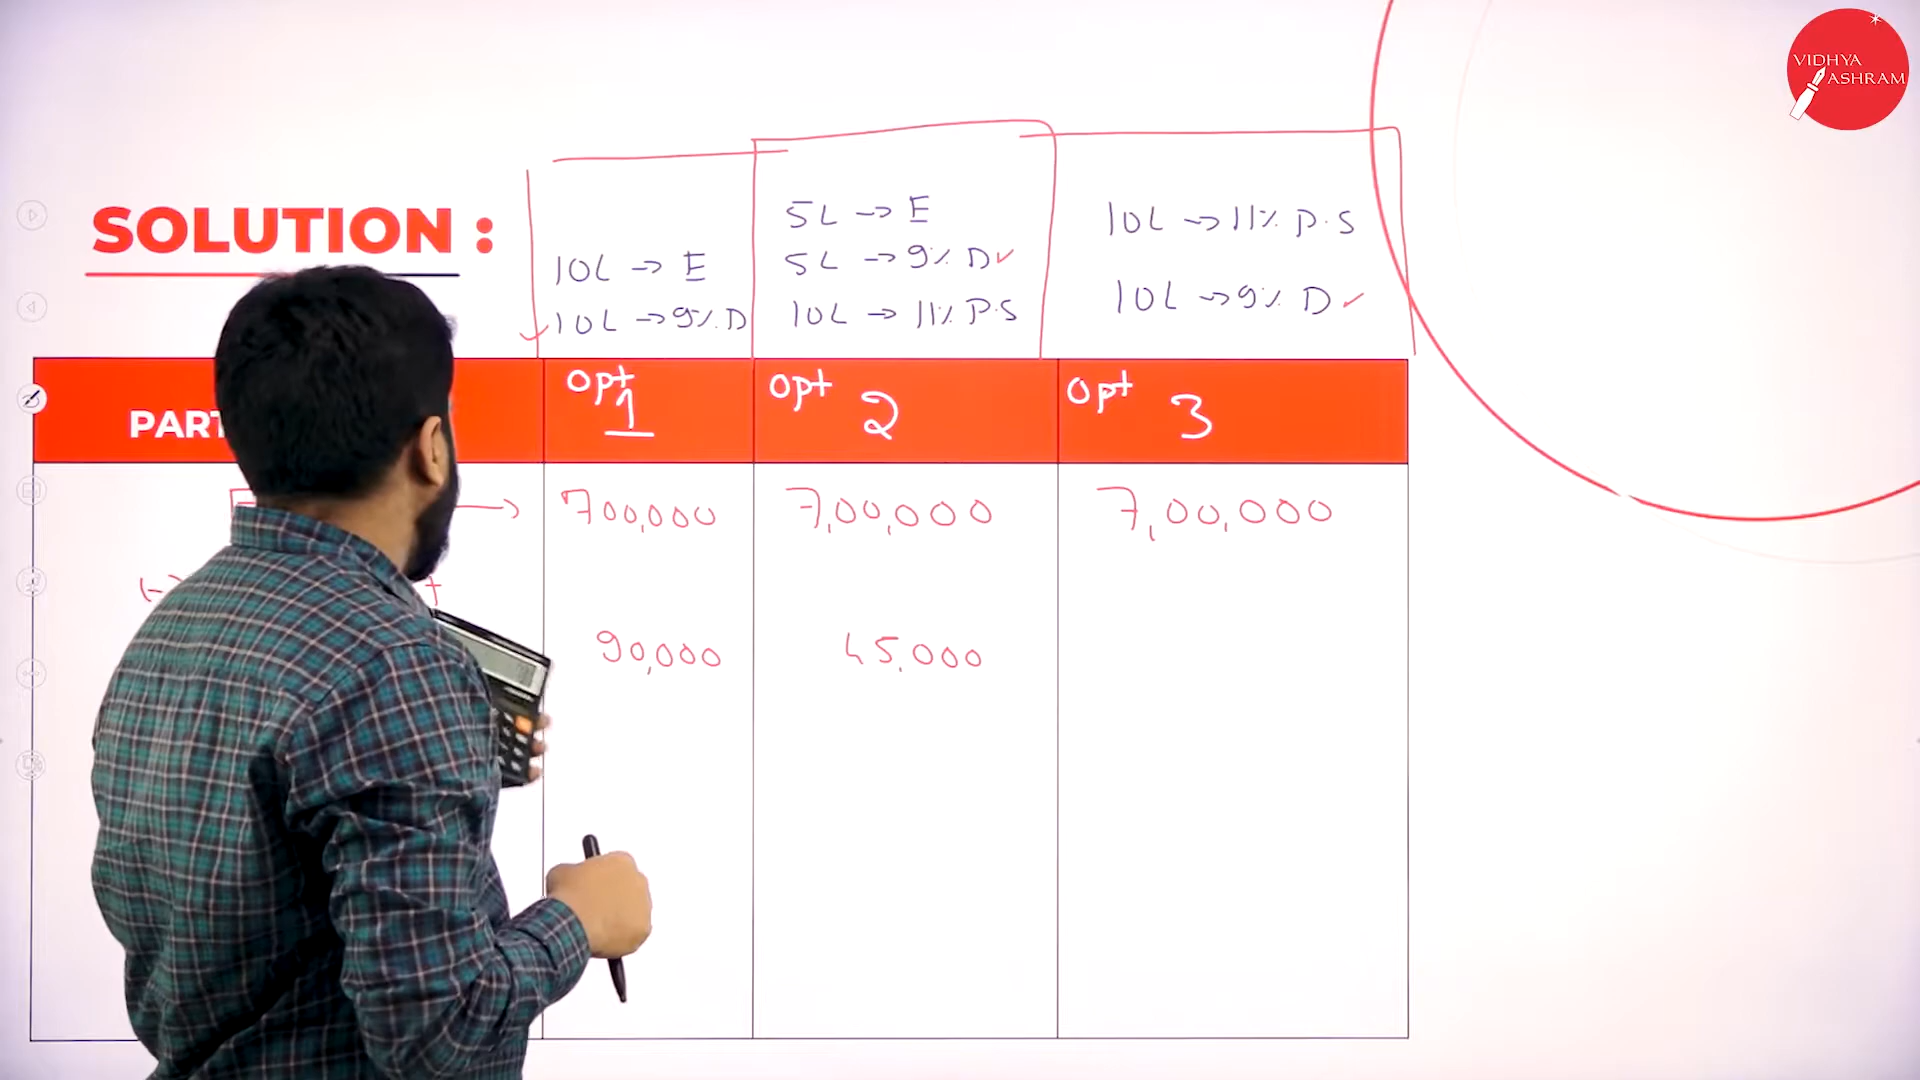 VIDHYA
ASHRAM
SOLUTION :
10L → E
10L → 9% D
5L → E
5L → 9% D ✓
10L → 11% P.S
10L → 11% P.S
10L → 9% D ✓
Opt 1
Opt 2
Opt 3
→ 700,000 7,00,000 7,00,000
(-)
90,000 45,000